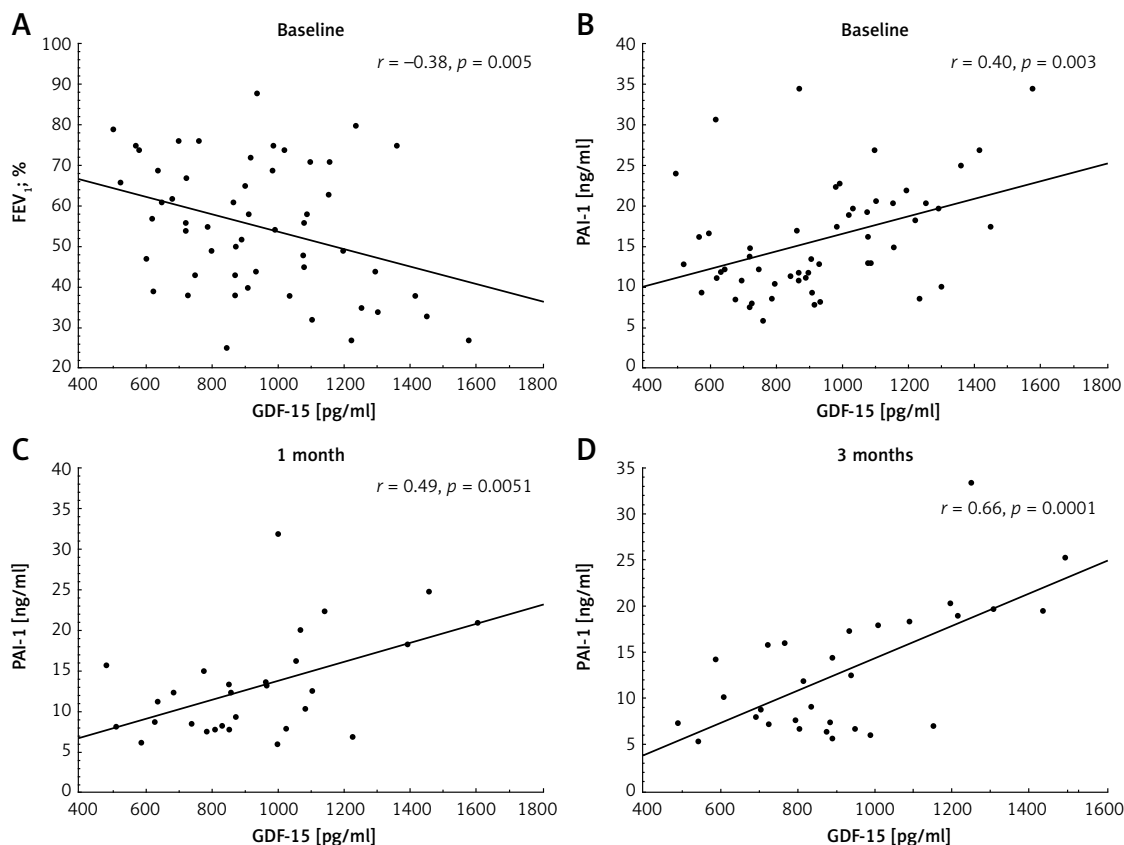 A
Baseline
r = –0.38, p = 0.005
100
90
80
70
60
50
40
30
20
FEV1; %
400 600 800 1000 1200 1400 1600 1800
GDF-15 [pg/ml]
B
Baseline
r = 0.40, p = 0.003
40
35
30
25
20
15
10
5
0
PAI-1 [ng/ml]
400 600 800 1000 1200 1400 1600 1800
GDF-15 [pg/ml]
C
1 month
r = 0.49, p = 0.0051
40
35
30
25
20
15
10
5
0
PAI-1 [ng/ml]
400 600 800 1000 1200 1400 1600 1800
GDF-15 [pg/ml]
D
3 months
r = 0.66, p = 0.0001
35
30
25
20
15
10
5
0
PAI-1 [ng/ml]
400 600 800 1000 1200 1400 1600
GDF-15 [pg/ml]